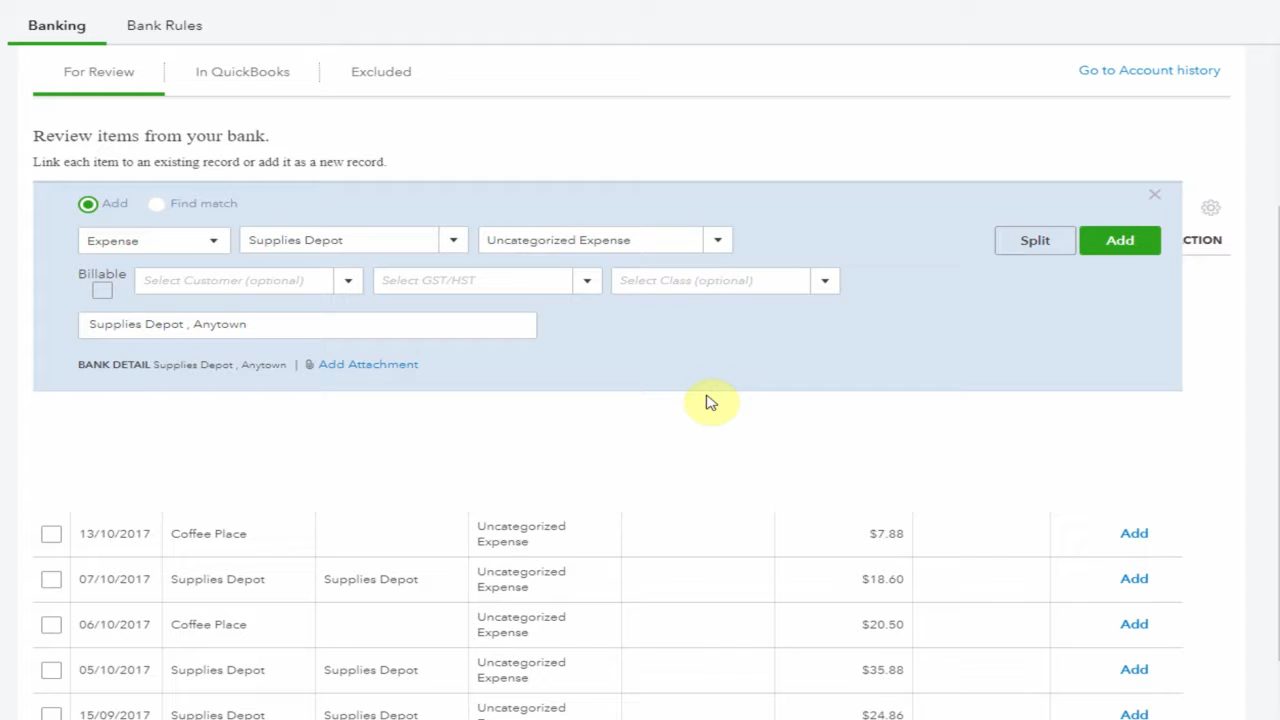 Banking Bank Rules
For Review In QuickBooks Excluded Go to Account history
Review items from your bank.
Link each item to an existing record or add it as a new record.
Add Find match
Expense Supplies Depot Uncategorized Expense Split Add CTION
Billable Select Customer (optional) Select GST/HST Select Class (optional)
Supplies Depot , Anytown
BANK DETAIL Supplies Depot , Anytown | Add Attachment
13/10/2017 Coffee Place Uncategorized Expense $7.88 Add
07/10/2017 Supplies Depot Supplies Depot Uncategorized Expense $18.60 Add
06/10/2017 Coffee Place Uncategorized Expense $20.50 Add
05/10/2017 Supplies Depot Supplies Depot Uncategorized Expense $35.88 Add
15/09/2017 Supplies Depot Supplies Depot Uncategorized $24.86 Add